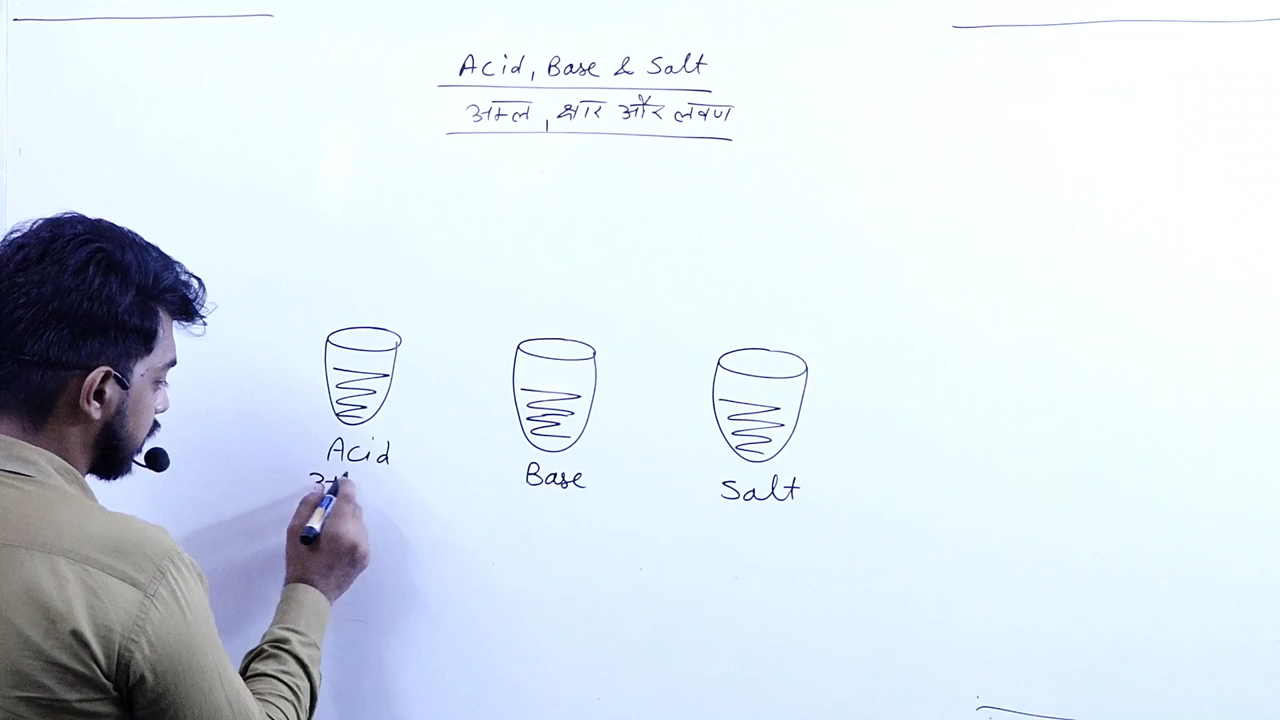 Acid, Base & Salt
अम्ल, क्षार और लवण
Acid
Base
Salt